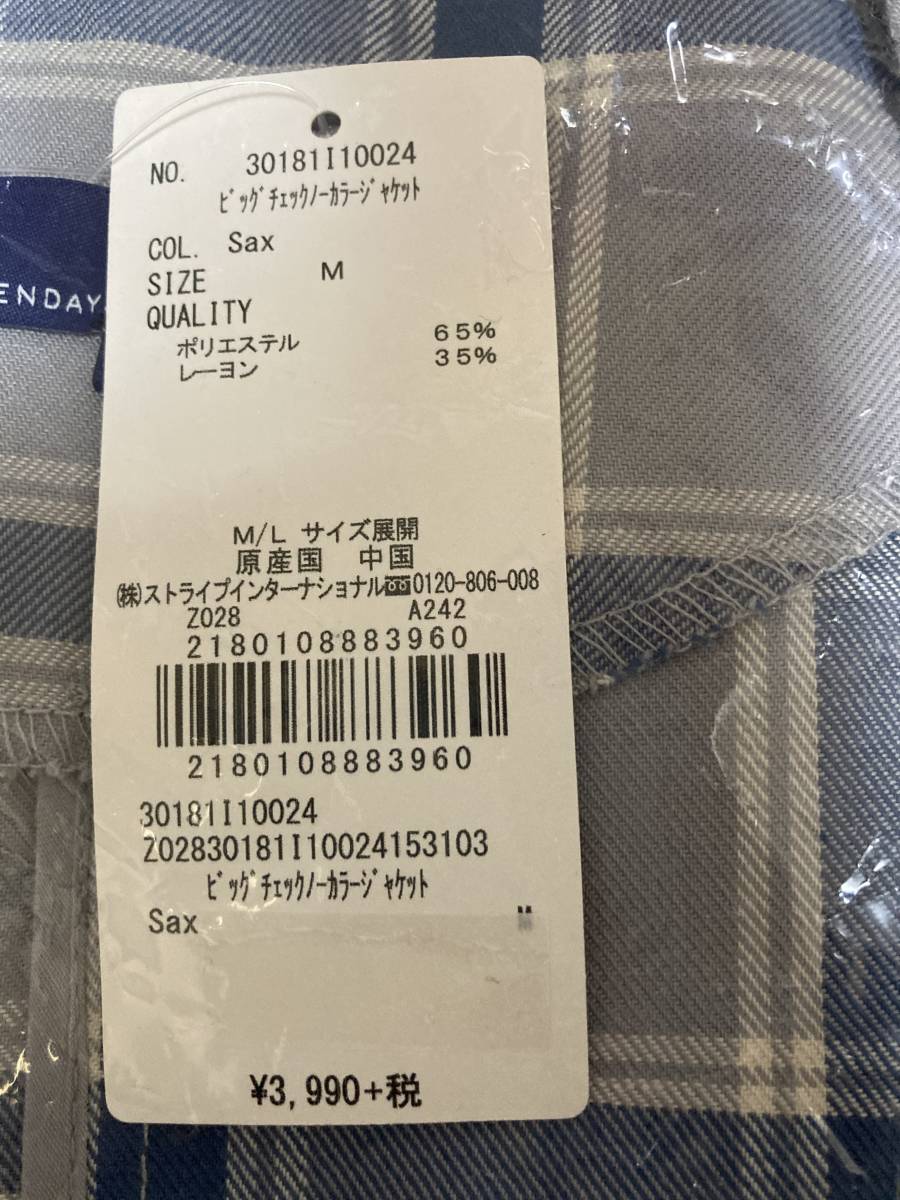 NO. 30181I10024
ﾋﾞｯｸﾞﾁｪｯｸﾉｰｶﾗｰｼﾞｬｹｯﾄ
COL. Sax
SIZE M
QUALITY
ポリエステル 65%
レーヨン 35%
ENDAY
M/L サイズ展開
原産国 中国
㈱ストライプインターナショナル0120-806-008
Z028 A242
2180108883960
2180108883960
30181I10024
Z02830181I10024153103
ﾋﾞｯｸﾞﾁｪｯｸﾉｰｶﾗｰｼﾞｬｹｯﾄ
Sax M
¥3,990+税